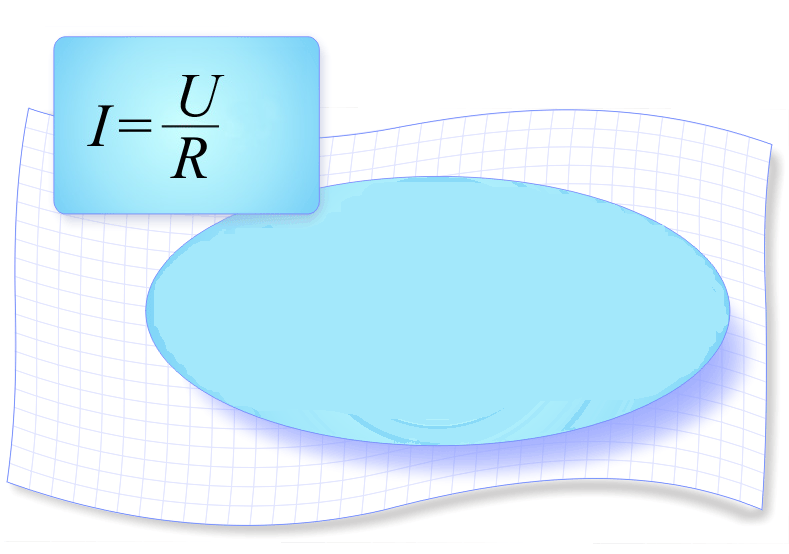 I = U/R